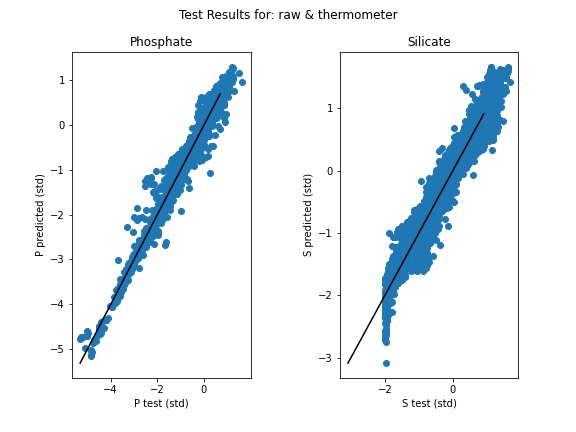 Test Results for: raw & thermometer
Phosphate
Silicate
1
0
−1
−2
−3
−4
−5
P predicted (std)
−4
−2
0
P test (std)
1
0
−1
−2
−3
S predicted (std)
−2
0
S test (std)